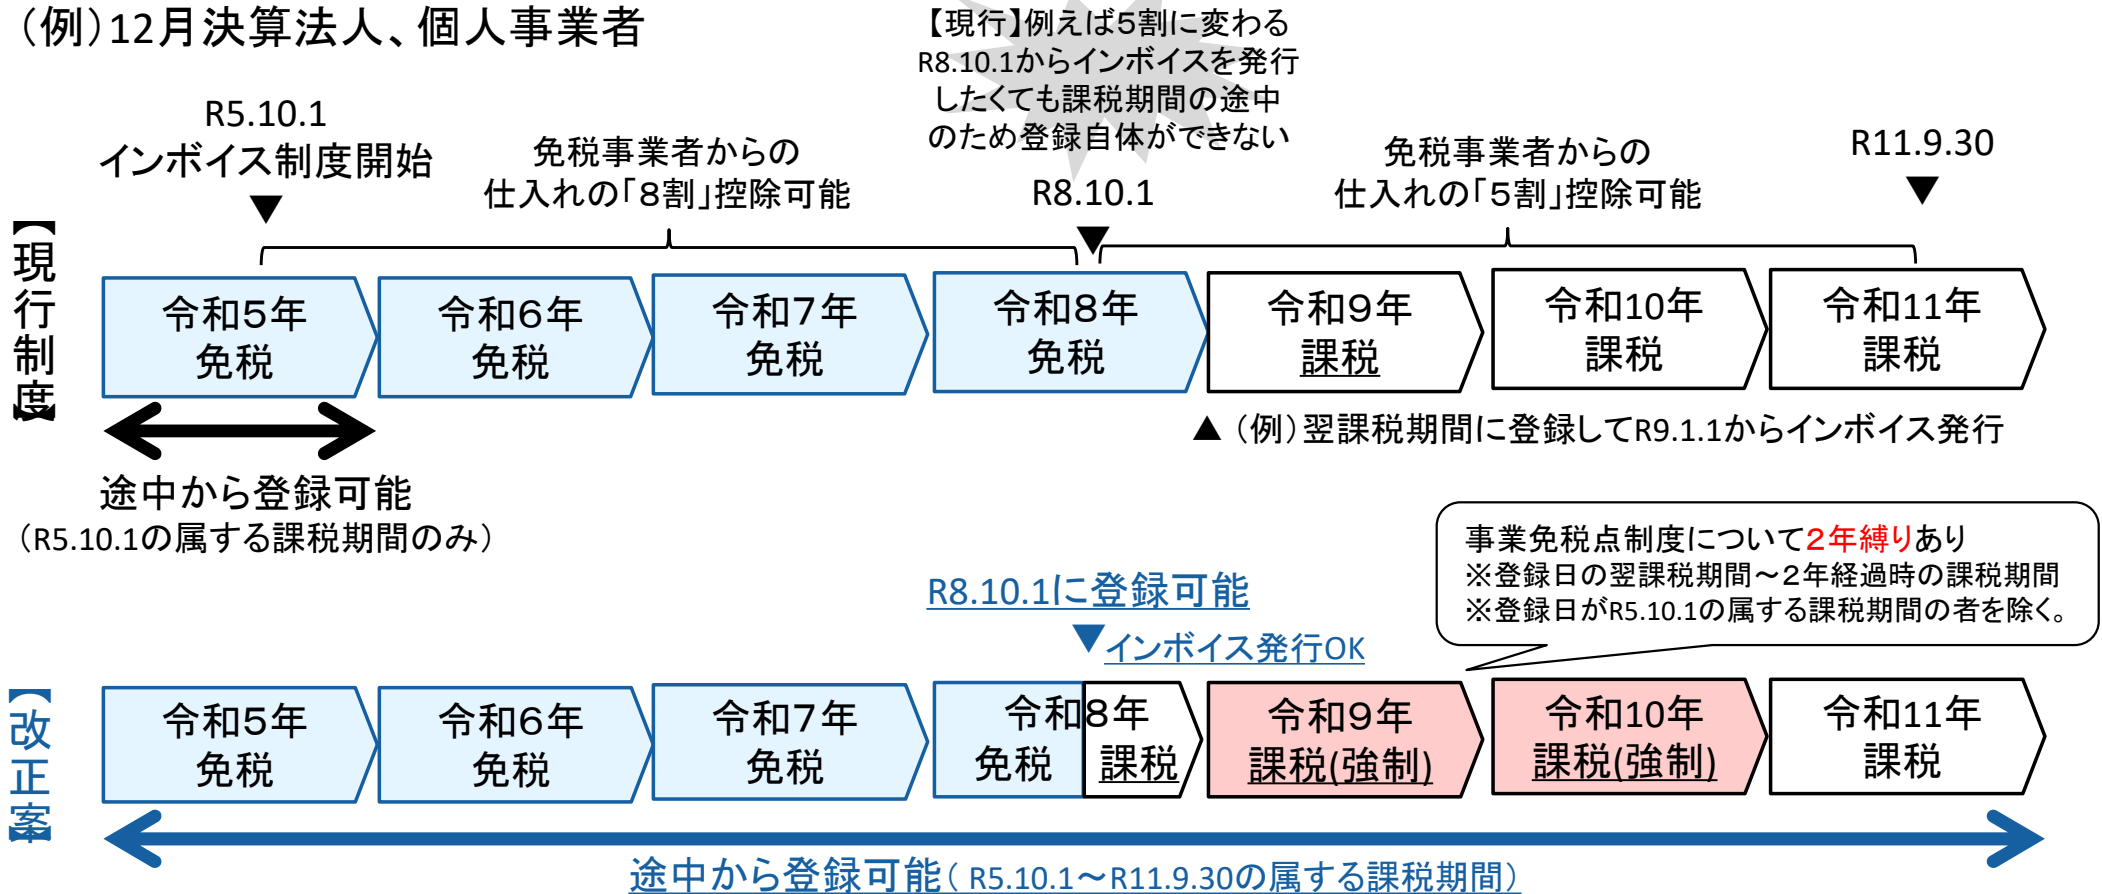 (例)12月決算法人、個人事業者
【現行】例えば5割に変わる
R8.10.1からインボイスを発行
したくても課税期間の途中
のため登録自体ができない
R5.10.1
インボイス制度開始
▼
免税事業者からの
仕入れの「8割」控除可能
R8.10.1
▼
免税事業者からの
仕入れの「5割」控除可能
R11.9.30
▼
【現行制度】
令和5年
免税
令和6年
免税
令和7年
免税
令和8年
免税
令和9年
課税
令和10年
課税
令和11年
課税
▲(例)翌課税期間に登録してR9.1.1からインボイス発行
途中から登録可能
(R5.10.1の属する課税期間のみ)
事業免税点制度について2年縛りあり
※登録日の翌課税期間~2年経過時の課税期間
※登録日がR5.10.1の属する課税期間の者を除く。
R8.10.1に登録可能
▼インボイス発行OK
【改正案】
令和5年
免税
令和6年
免税
令和7年
免税
令和8年
免税 課税
令和9年
課税(強制)
令和10年
課税(強制)
令和11年
課税
途中から登録可能( R5.10.1~R11.9.30の属する課税期間)